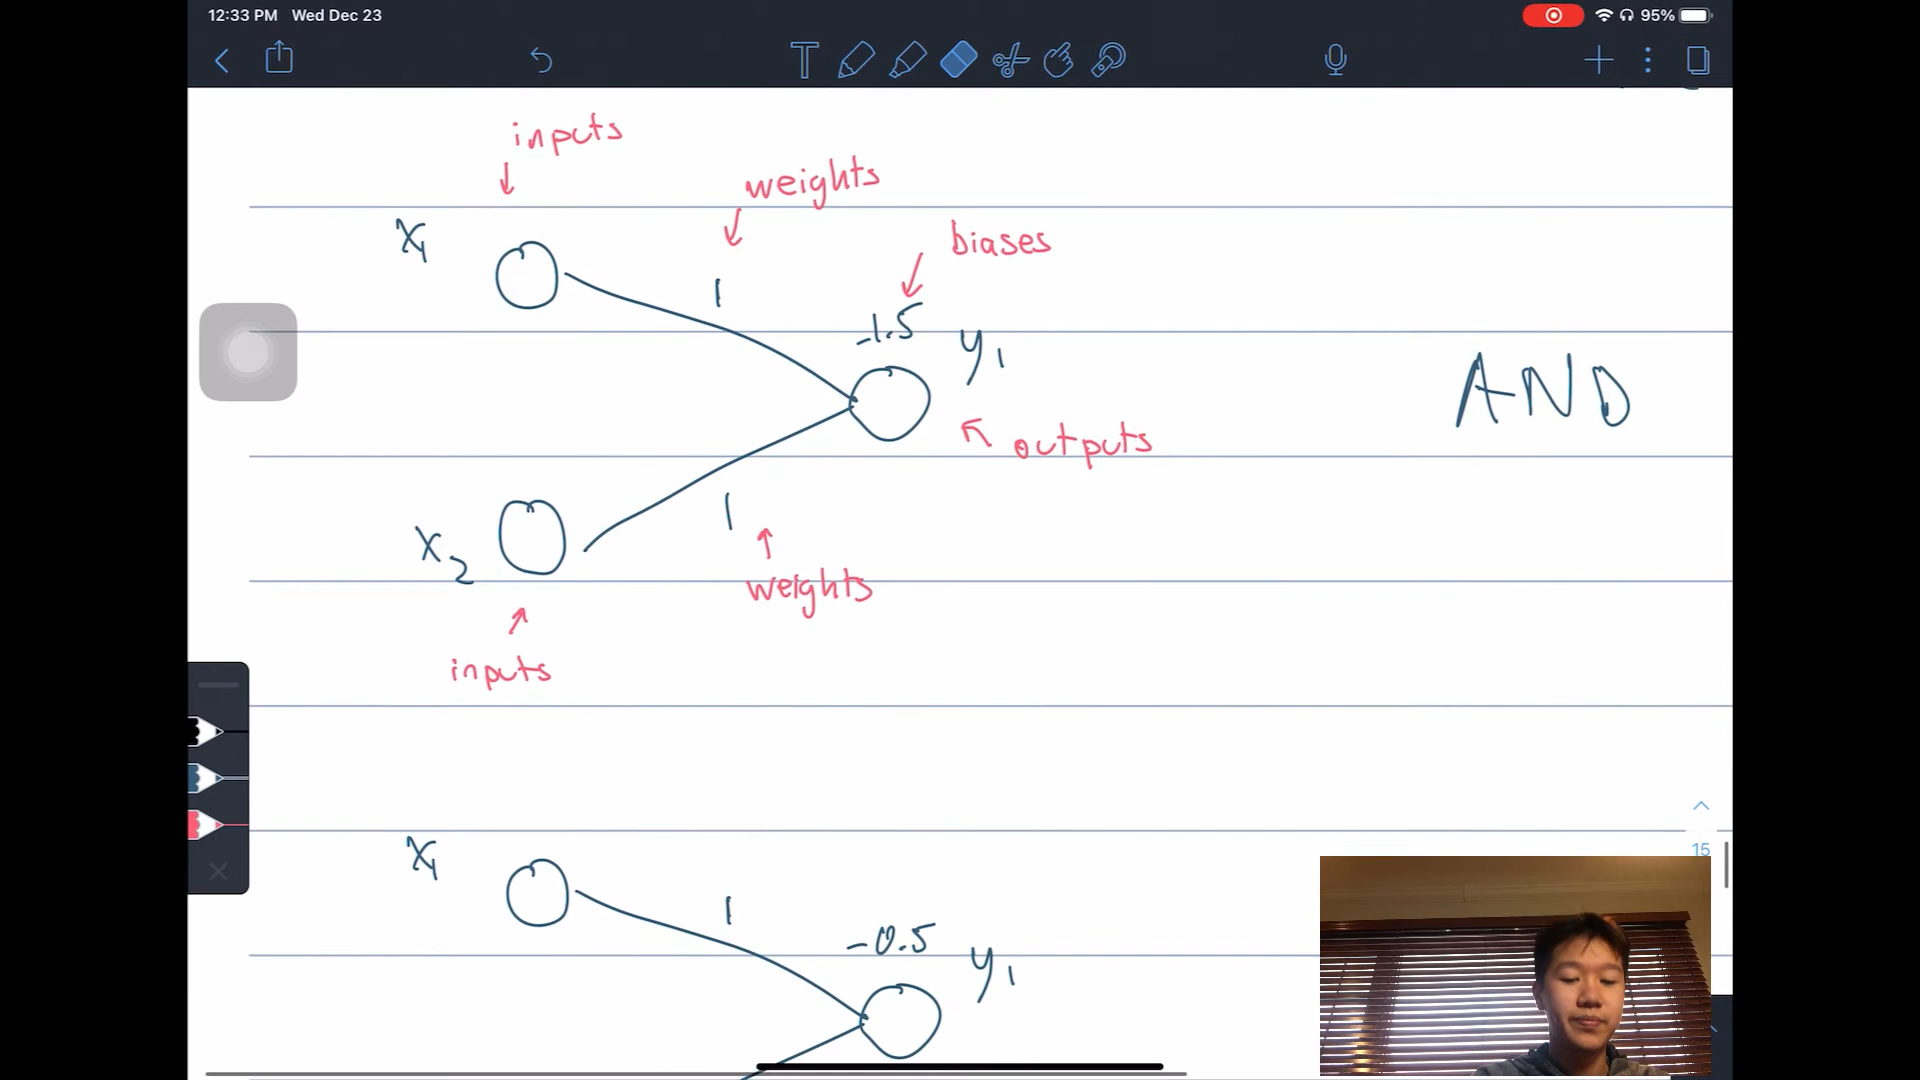 12:33 PM Wed Dec 23
95%
T
inputs
weights
biases
x1
1
-1.5
y1
AND
outputs
1
x2
weights
inputs
15
x1
1
-0.5
y1